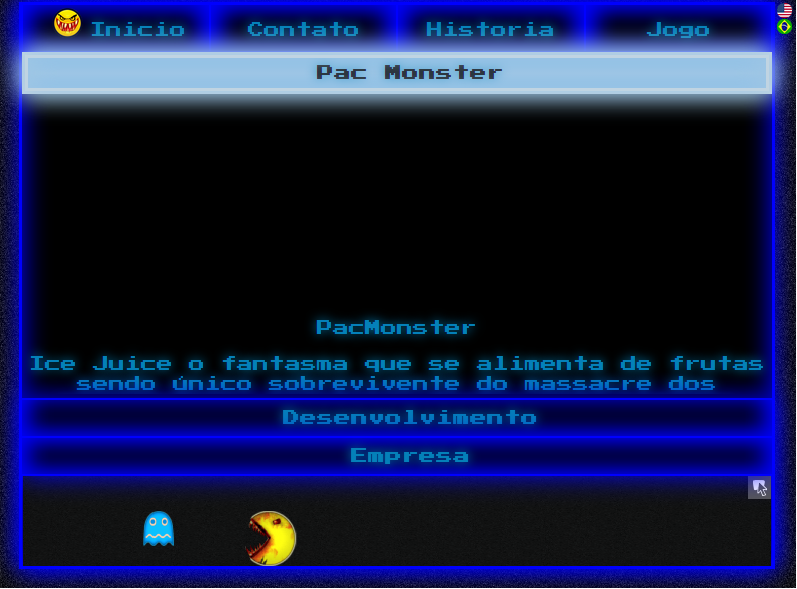 Inicio
Contato
Historia
Jogo
Pac Monster
PacMonster
Ice Juice o fantasma que se alimenta de frutas
sendo único sobrevivente do massacre dos
Desenvolvimento
Empresa